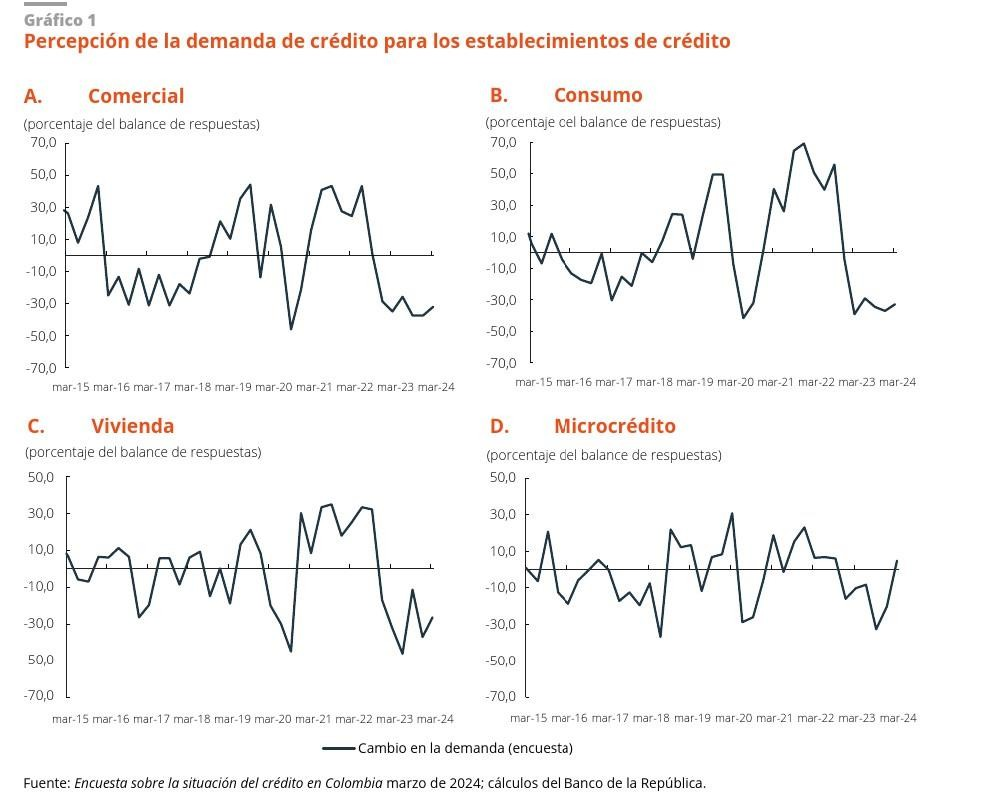 Gráfico 1
Percepción de la demanda de crédito para los establecimientos de crédito
A. Comercial
(porcentaje del balance de respuestas)
70,0
50,0
30,0
10,0
-10,0
-30,0
-50,0
-70,0
mar-15 mar-16 mar-17 mar-18 mar-19 mar-20 mar-21 mar-22 mar-23 mar-24
B. Consumo
(porcentaje del balance de respuestas)
70,0
50,0
30,0
10,0
-10,0
-30,0
-50,0
-70,0
mar-15 mar-16 mar-17 mar-18 mar-19 mar-20 mar-21 mar-22 mar-23 mar-24
C. Vivienda
(porcentaje del balance de respuestas)
50,0
30,0
10,0
-10,0
-30,0
50,0
-70,0
mar-15 mar-16 mar-17 mar-18 mar-19 mar-20 mar-21 mar-22 mar-23 mar-24
D. Microcrédito
(porcentaje del balance de respuestas)
50,0
30,0
10,0
-10,0
-30,0
-50,0
-70,0
mar-15 mar-16 mar-17 mar-18 mar-19 mar-20 mar-21 mar-22 mar-23 mar-24
Cambio en la demanda (encuesta)
Fuente: Encuesta sobre la situación del crédito en Colombia marzo de 2024; cálculos del Banco de la República.